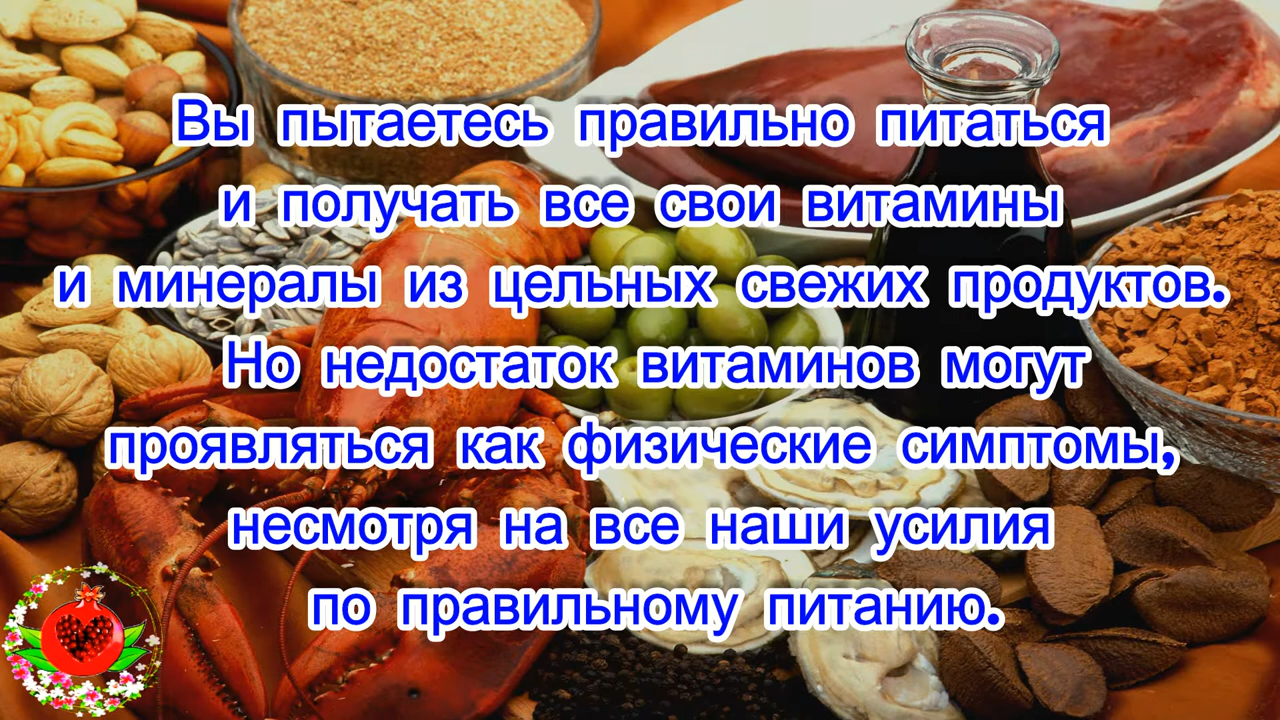 Вы пытаетесь правильно питаться
и получать все свои витамины
и минералы из цельных свежих продуктов.
Но недостаток витаминов могут
проявляться как физические симптомы,
несмотря на все наши усилия
по правильному питанию.